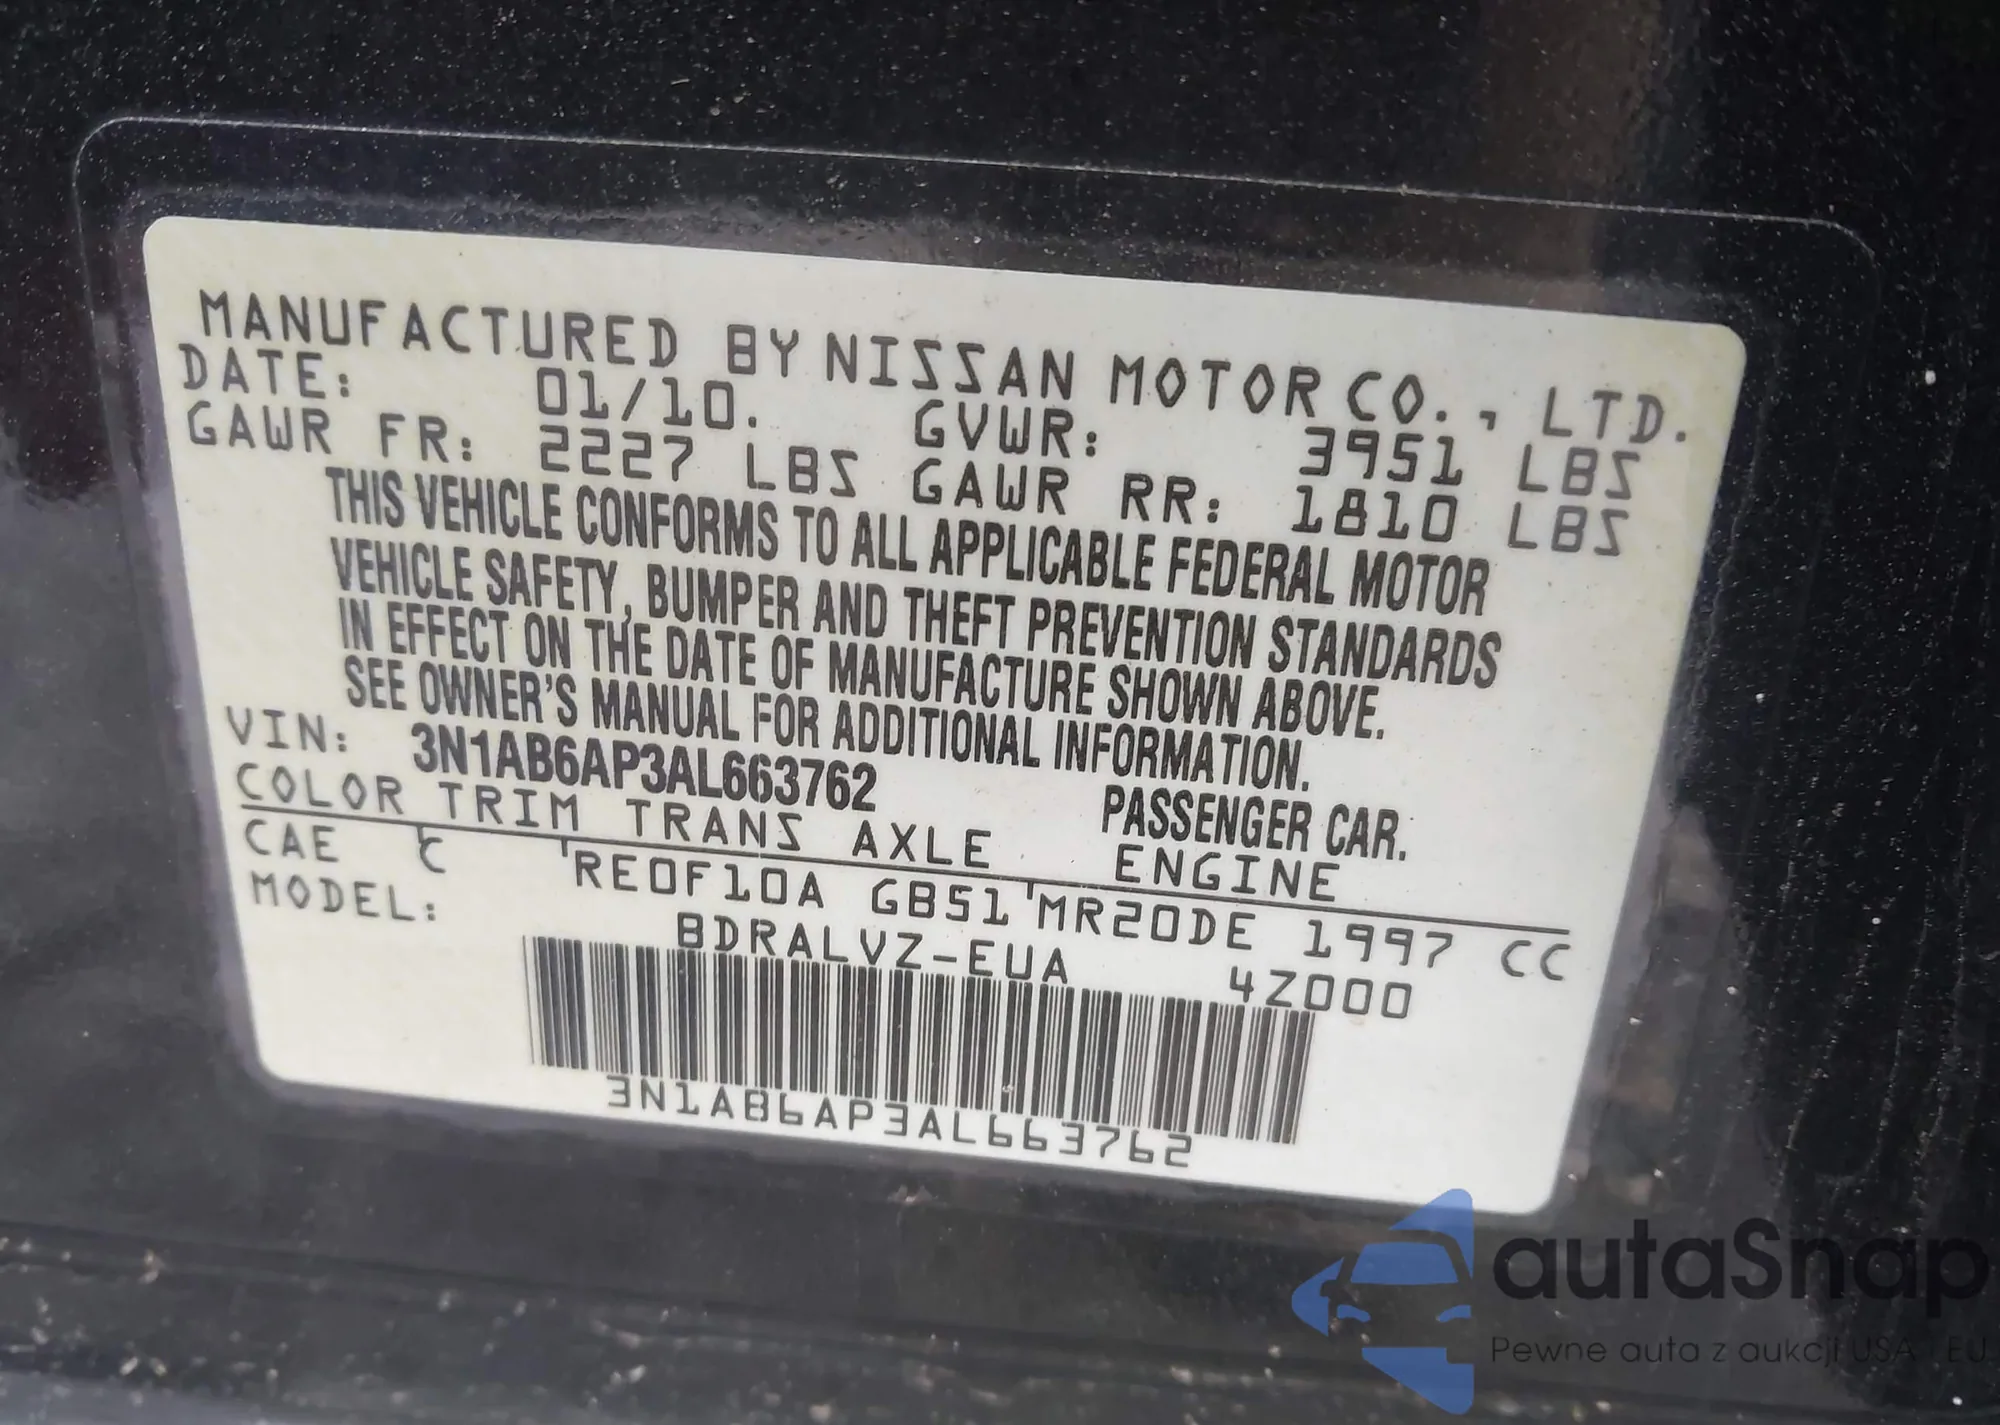 MANUFACTURED BY NISSAN MOTOR CO., LTD.
DATE: 01/10. GVWR: 3951 LBS
GAWR FR: 2227 LBS GAWR RR: 1810 LBS
THIS VEHICLE CONFORMS TO ALL APPLICABLE FEDERAL MOTOR
VEHICLE SAFETY, BUMPER AND THEFT PREVENTION STANDARDS
IN EFFECT ON THE DATE OF MANUFACTURE SHOWN ABOVE.
SEE OWNER'S MANUAL FOR ADDITIONAL INFORMATION.
VIN: 3N1AB6AP3AL663762 PASSENGER CAR.
COLOR TRIM TRANS AXLE ENGINE
CAE C RE0F10A GB51 MR20DE 1997 CC
MODEL: BDRALVZ-EUA 4Z000
3N1AB6AP3AL663762
autaSnap
Pewne auta z aukcji USA i EU